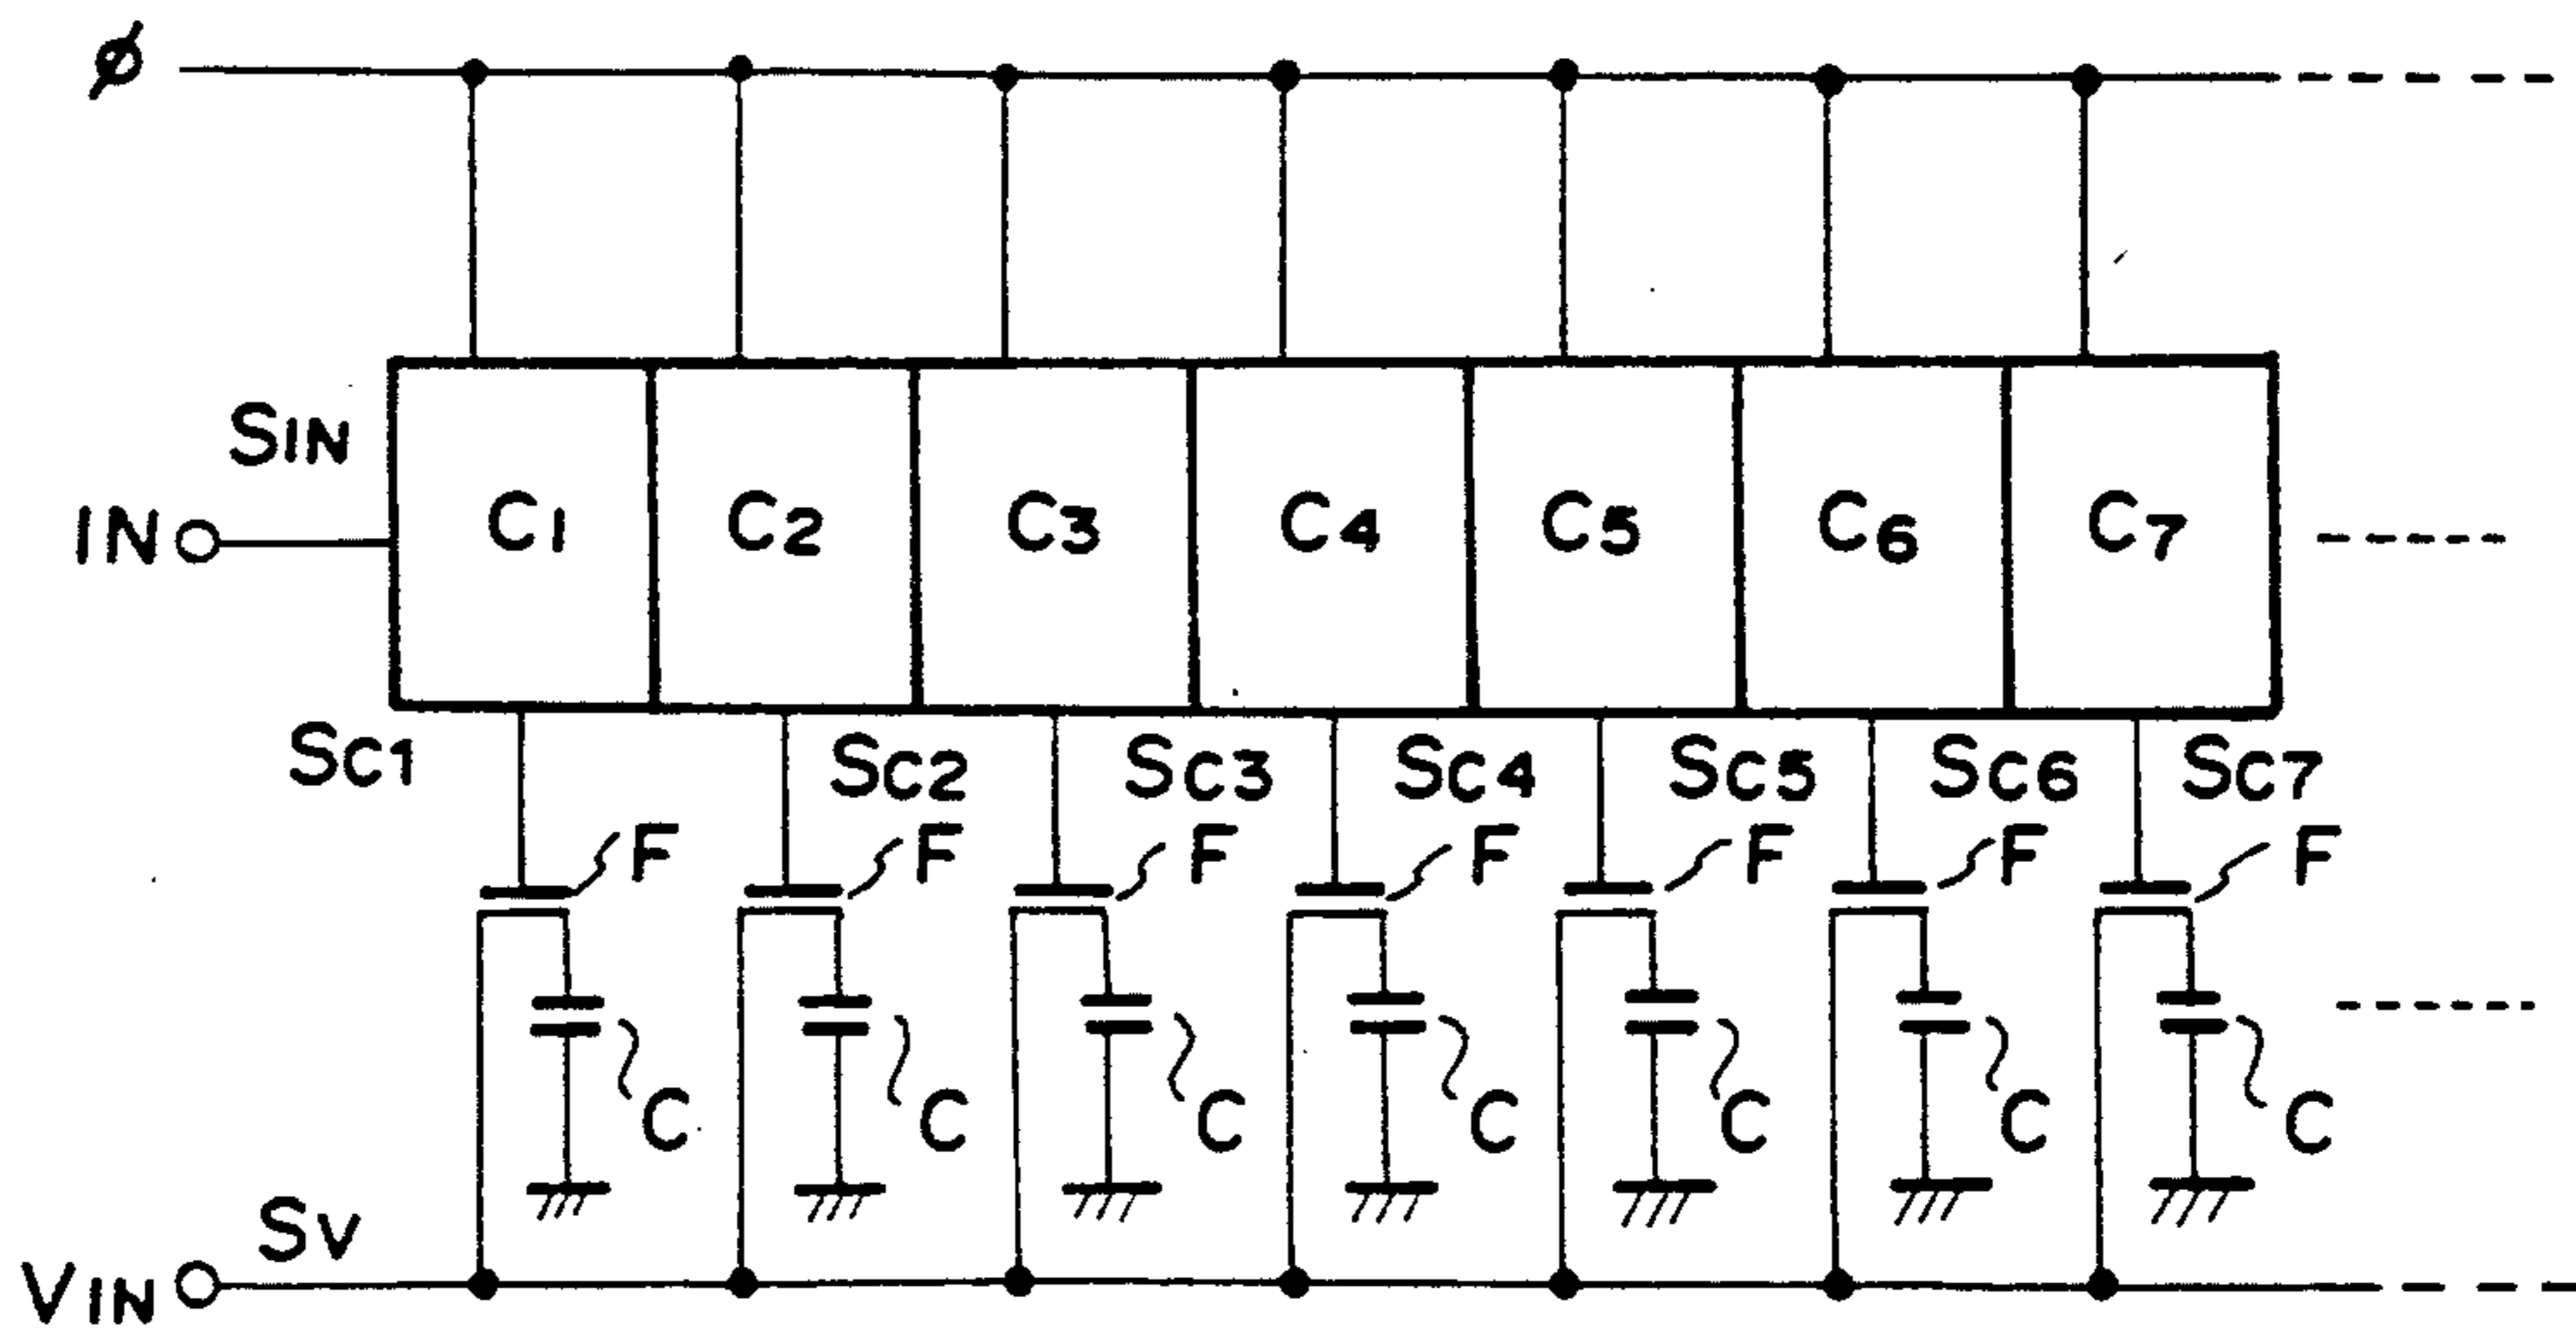 ø
SIN
IN C1 C2 C3 C4 C5 C6 C7
SC1 SC2 SC3 SC4 SC5 SC6 SC7
F F F F F F F
C C C C C C C
SV
VIN